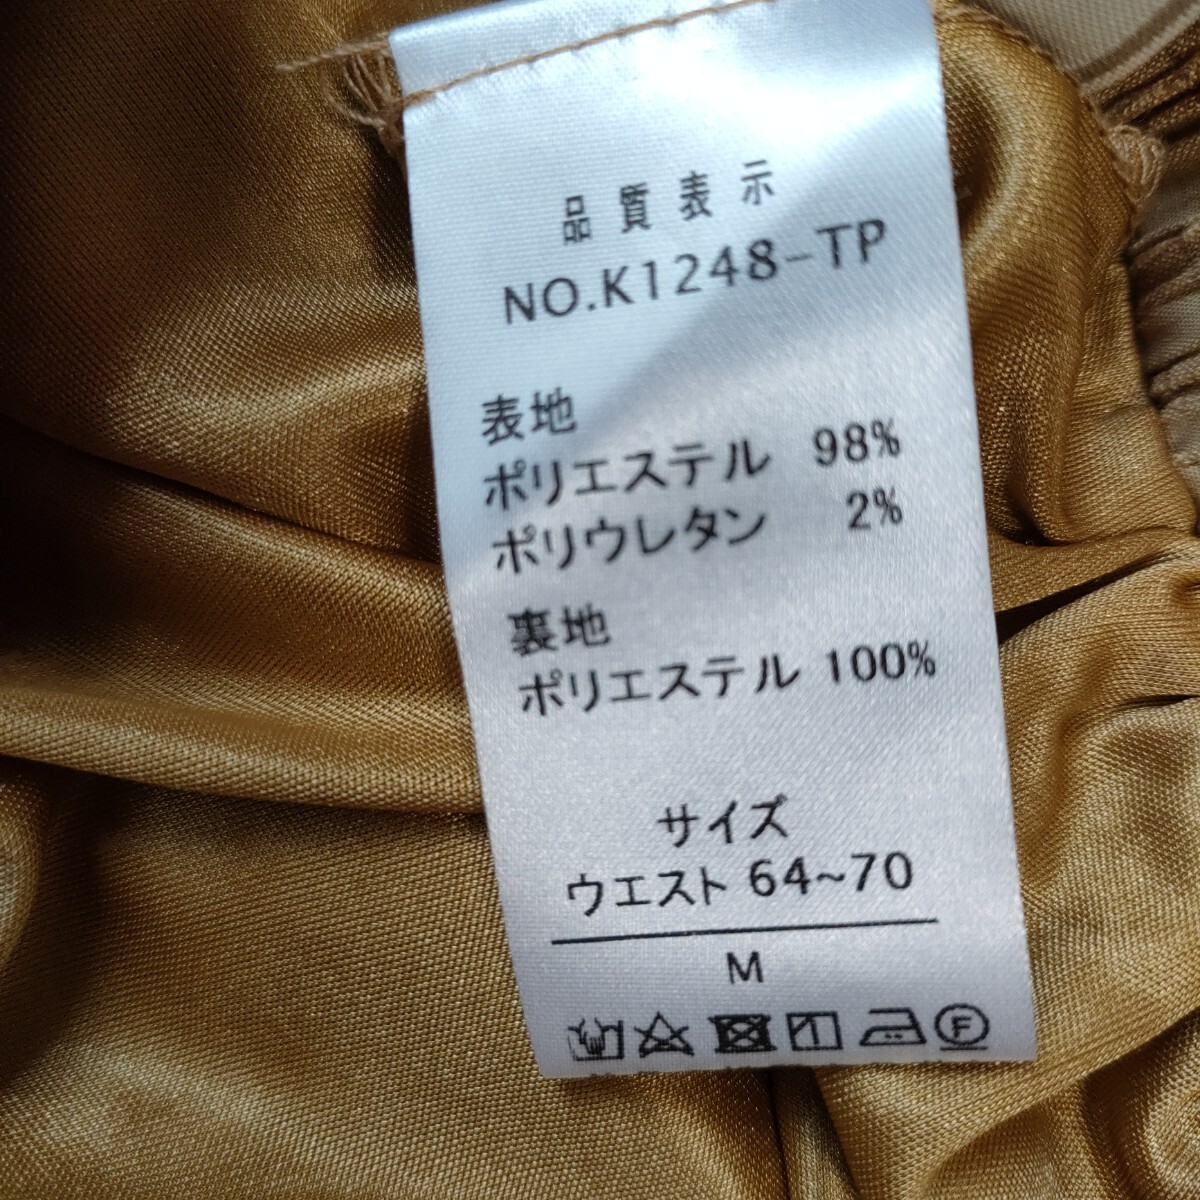 品質表示
NO.K1248-TP
表地
ポリエステル 98%
ポリウレタン 2%
裏地
ポリエステル 100%
サイズ
ウエスト 64~70
M
F